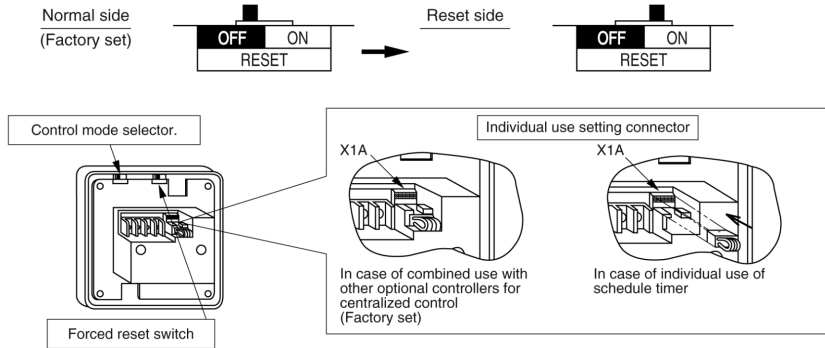 Normal side
(Factory set)
OFF ON
RESET
Reset side
OFF ON
RESET
Control mode selector.
Forced reset switch
Individual use setting connector
X1A
In case of combined use with
other optional controllers for
centralized control
(Factory set)
X1A
In case of individual use of
schedule timer